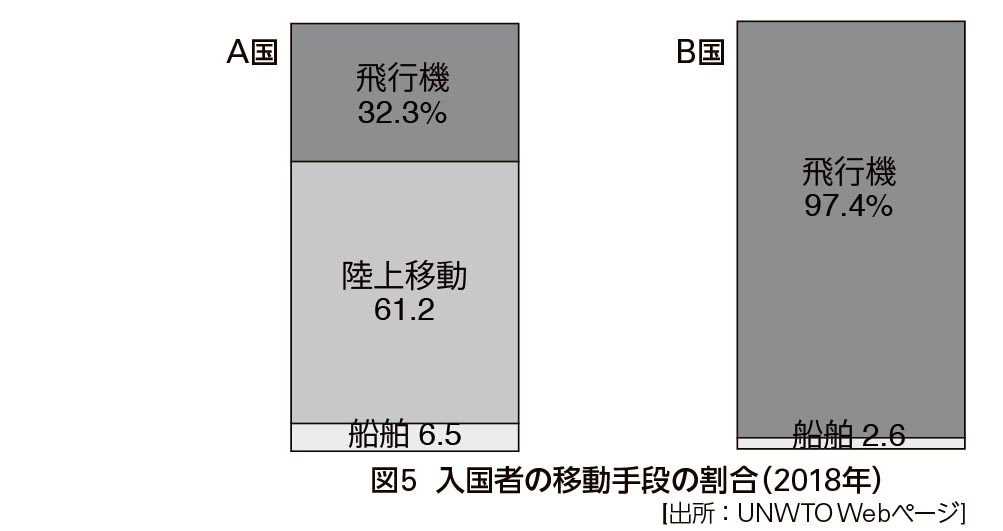 A国
飛行機
32.3%
陸上移動
61.2
船舶 6.5
B国
飛行機
97.4%
船舶 2.6
図5 入国者の移動手段の割合(2018年)
[出所：UNWTO Webページ]